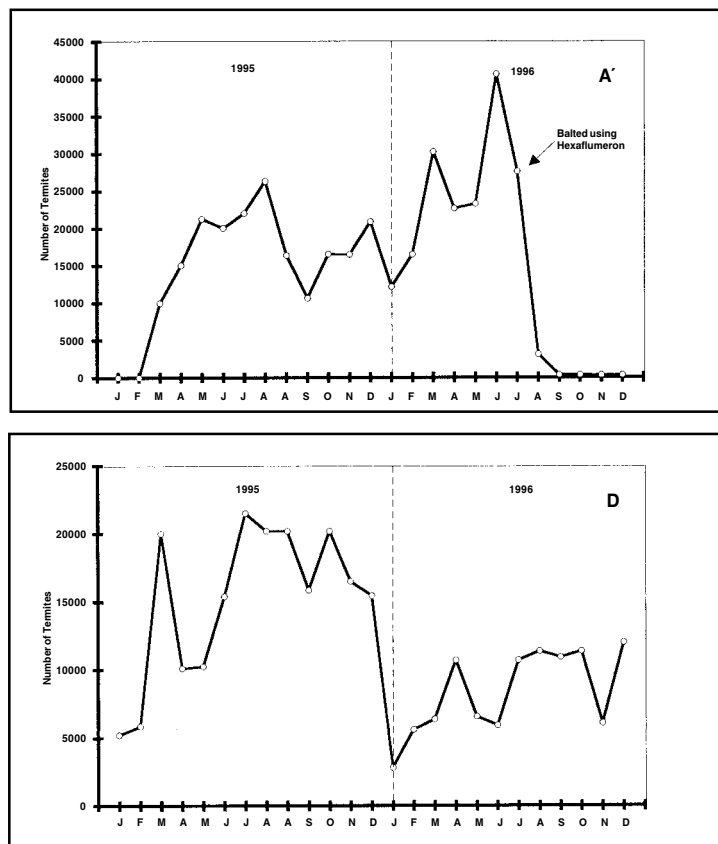 45000
40000
35000
30000
25000
20000
15000
10000
5000
0
Number of Termites
1995
1996
A´
Balted using
Hexaflumeron
J F M A M J J A A S O N D J F M A M J J A S O N D
25000
20000
15000
10000
5000
0
Number of Termites
1995
1996
D
J F M A M J J A A S O N D J F M A M J J A S O N D